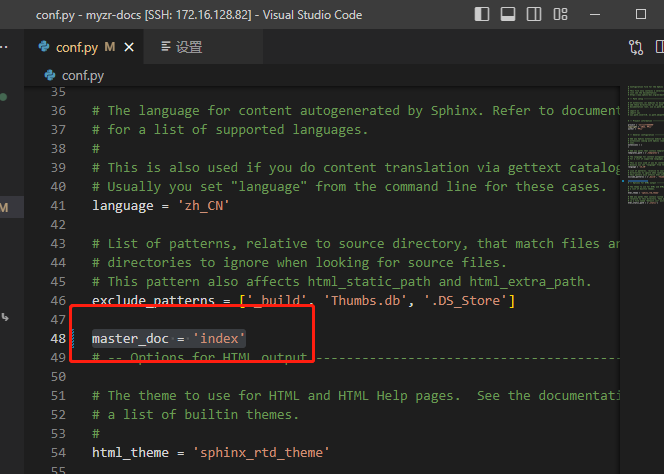 conf.py - myzr-docs [SSH: 172.16.128.82] - Visual Studio Code
conf.py M
设置
conf.py
35
36 # The language for content autogenerated by Sphinx. Refer to document
37 # for a list of supported languages.
38 #
39 # This is also used if you do content translation via gettext catalog
40 # Usually you set "language" from the command line for these cases.
41 language = 'zh_CN'
42
43 # List of patterns, relative to source directory, that match files an
44 # directories to ignore when looking for source files.
45 # This pattern also affects html_static_path and html_extra_path.
46 exclude_patterns = ['_build', 'Thumbs.db', '.DS_Store']
47
M
48 master_doc = 'index'
49 # -- Options for HTML output -------------------------------------------
50
51 # The theme to use for HTML and HTML Help pages.  See the documentati
52 # a list of builtin themes.
53 #
54 html_theme = 'sphinx_rtd_theme'
55